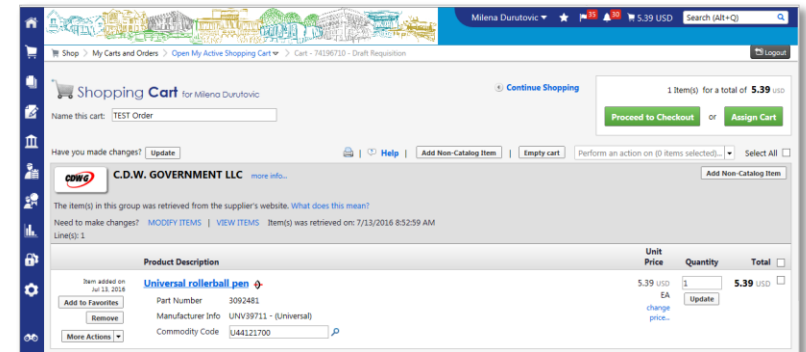 Milena Durutovic 35 30 5.39 USD Search (Alt+Q)
Shop > My Carts and Orders > Open My Active Shopping Cart > Cart - 74196710 - Draft Requisition Logout
Shopping Cart for Milena Durutovic
Continue Shopping
1 Item(s) for a total of 5.39 USD
Name this cart: TEST Order
Proceed to Checkout or Assign Cart
Have you made changes? Update Help | Add Non-Catalog Item | Empty cart | Perform an action on (0 items selected)... Select All
CDWG C.D.W. GOVERNMENT LLC more info... Add Non-Catalog Item
The item(s) in this group was retrieved from the supplier's website. What does this mean?
Need to make changes? MODIFY ITEMS | VIEW ITEMS Item(s) was retrieved on: 7/13/2016 8:52:59 AM
Line(s): 1
Product Description Unit Price Quantity Total
Item added on Jul 13, 2016
Universal rollerball pen 5.39 USD 1 5.39 USD
Add to Favorites Part Number 3092481 EA Update
Remove Manufacturer Info UNV39711 - (Universal) change price...
More Actions Commodity Code U44121700